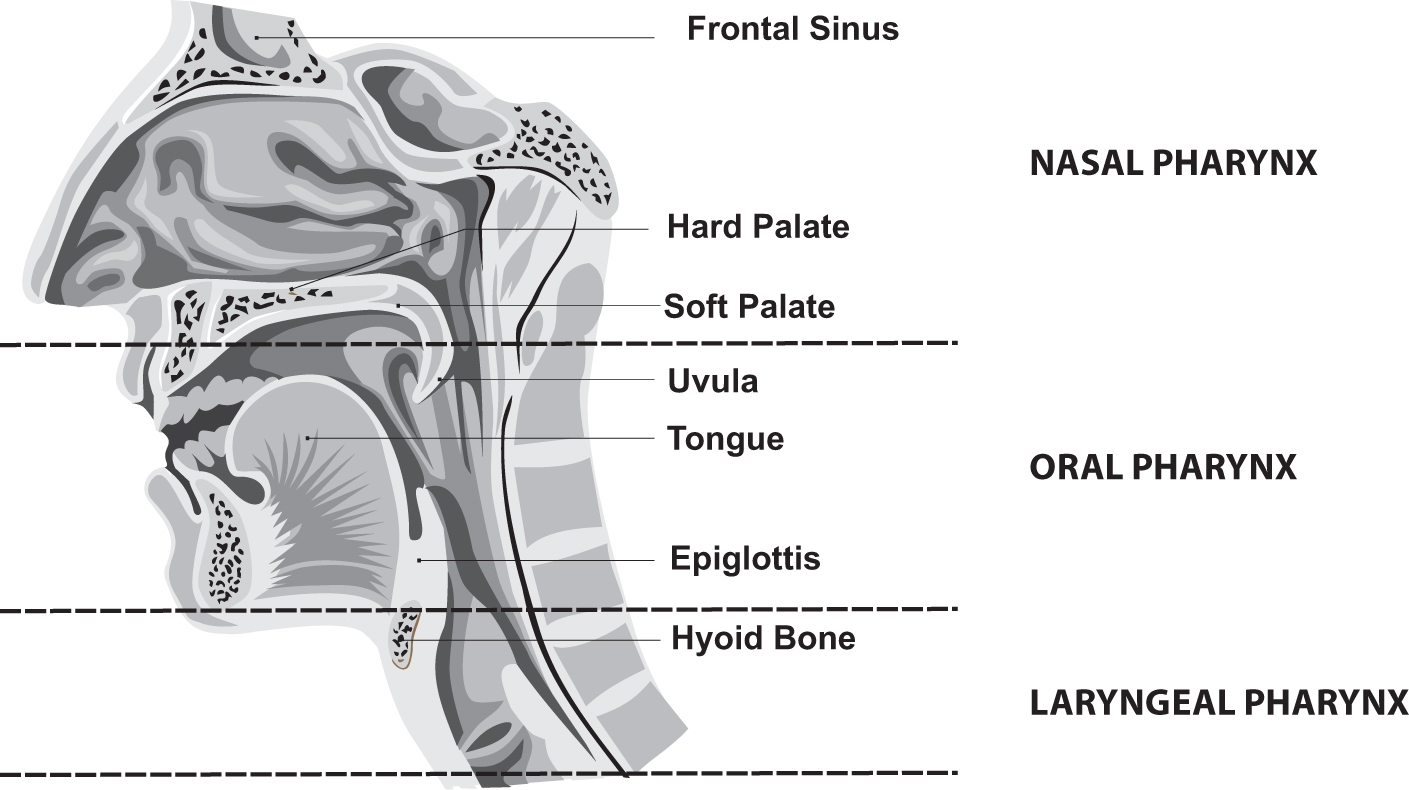 Frontal Sinus
NASAL PHARYNX
Hard Palate
Soft Palate
Uvula
Tongue
ORAL PHARYNX
Epiglottis
Hyoid Bone
LARYNGEAL PHARYNX